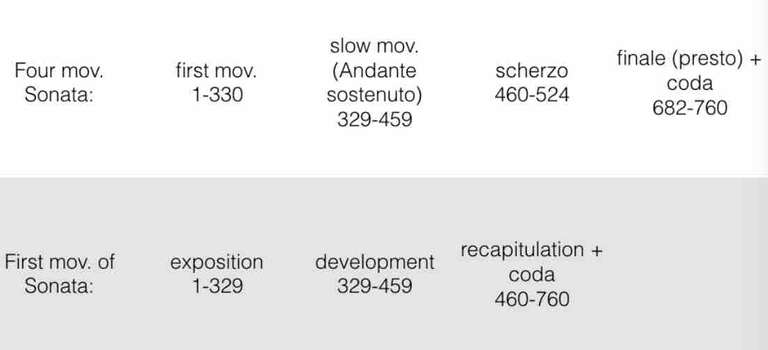 Four mov.
Sonata:
first mov.
1-330
slow mov.
(Andante
sostenuto)
329-459
scherzo
460-524
finale (presto) +
coda
682-760
First mov. of
Sonata:
exposition
1-329
development
329-459
recapitulation +
coda
460-760